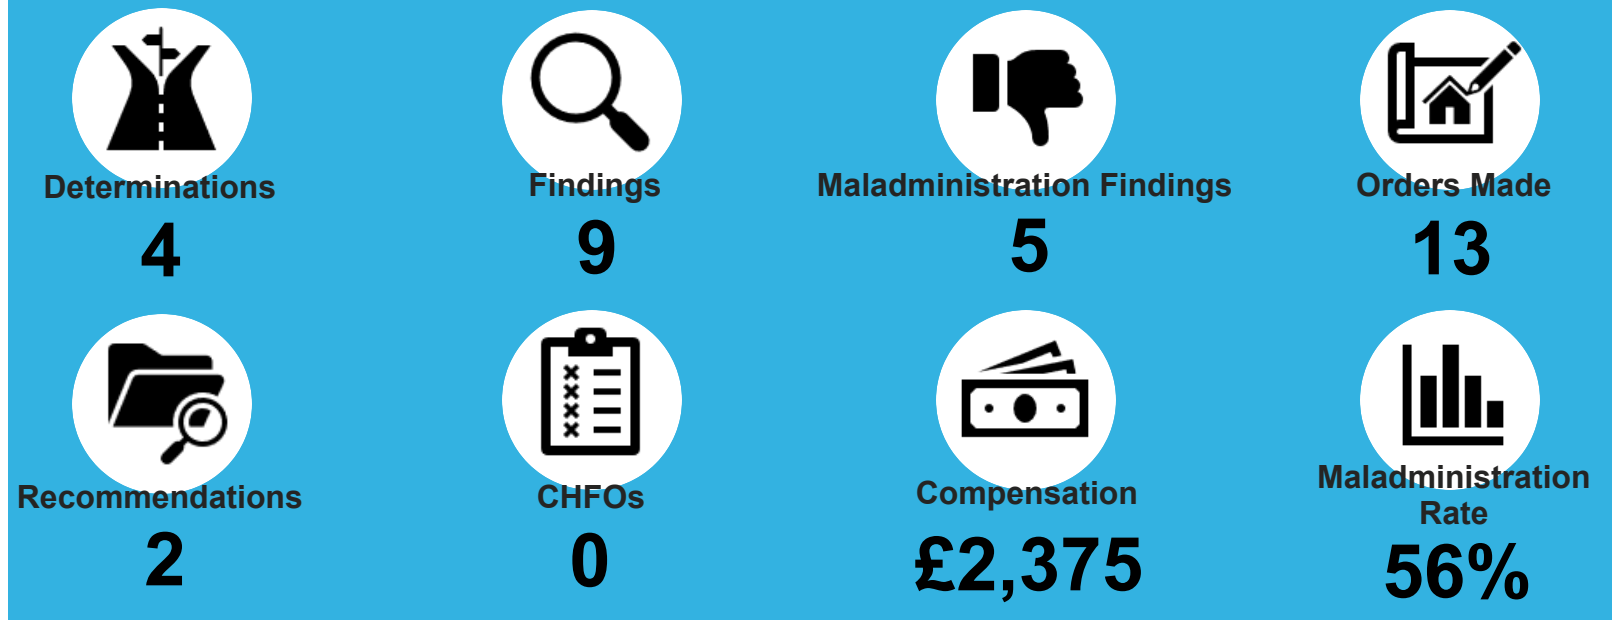 Determinations
4
Findings
9
Maladministration Findings
5
Orders Made
13
Recommendations
2
CHFOs
0
Compensation
£2,375
Maladministration
Rate
56%